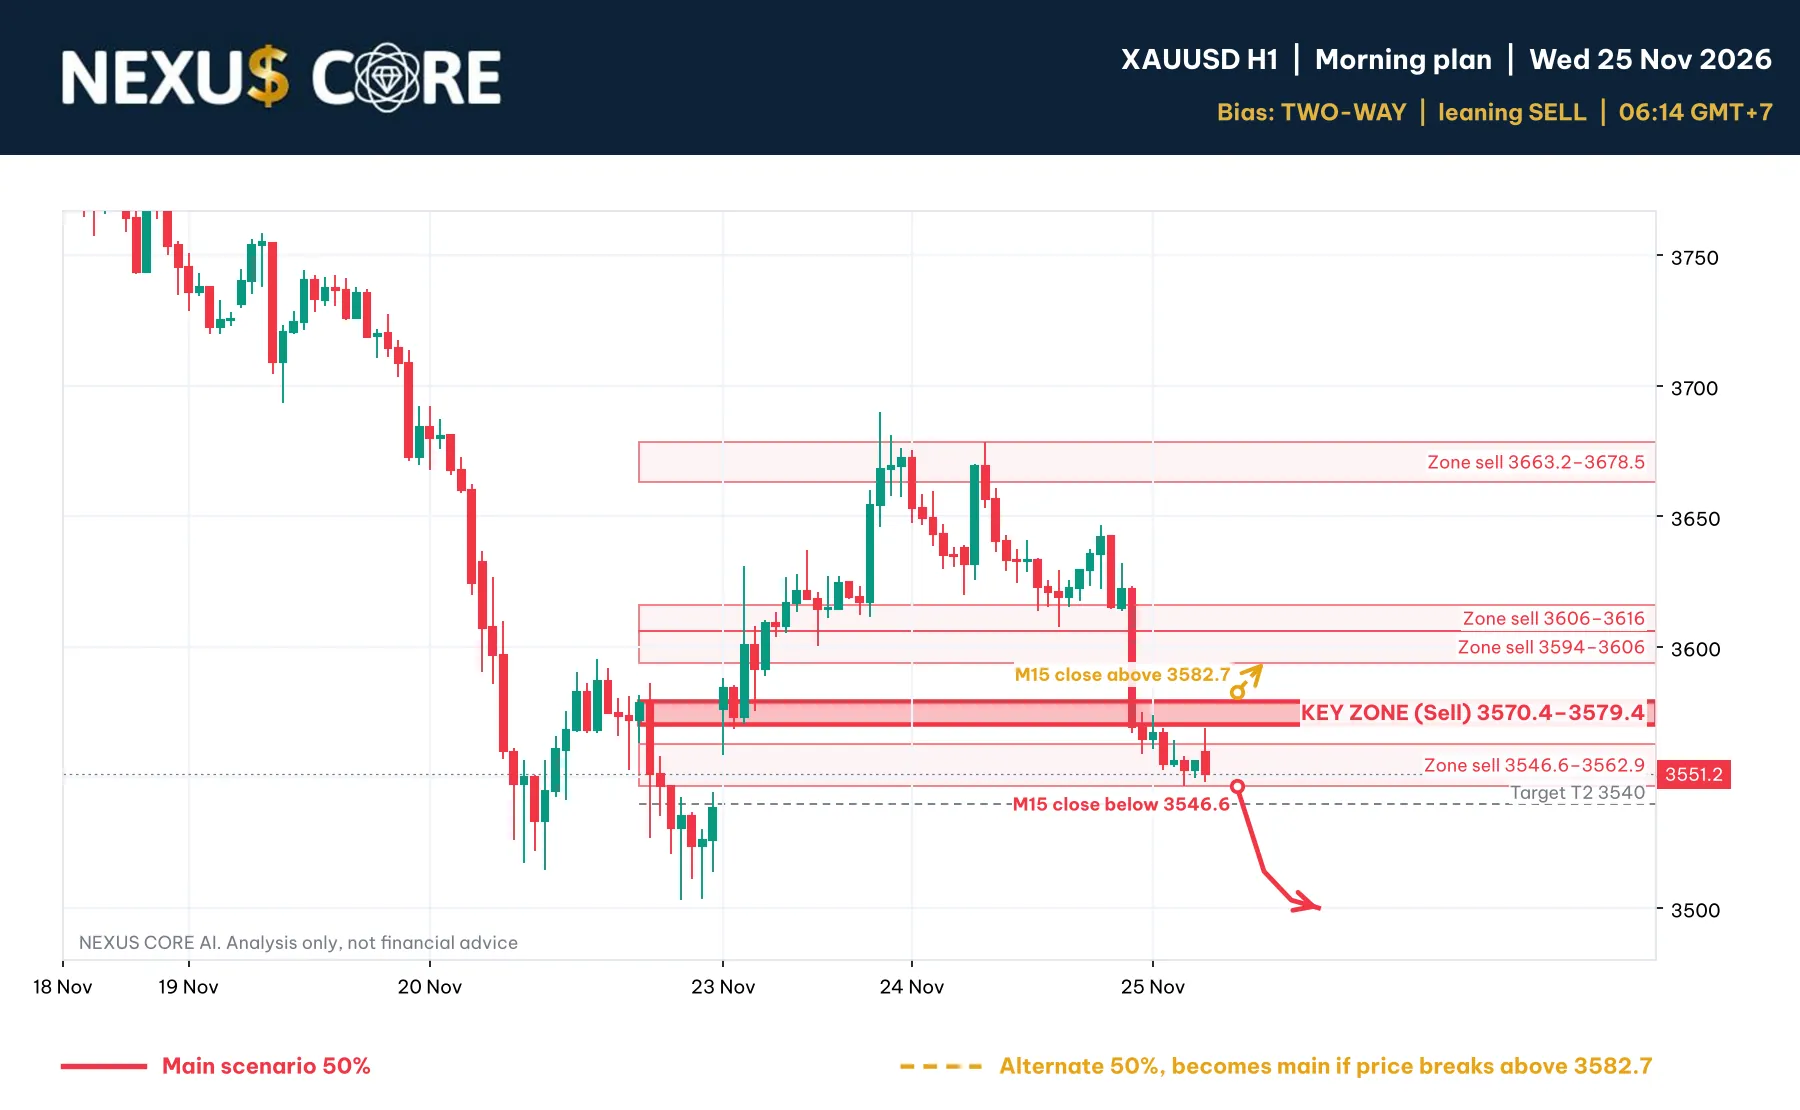 NEXU$ CORE
XAUUSD H1 | Morning plan | Wed 25 Nov 2026
Bias: TWO-WAY | leaning SELL | 06:14 GMT+7
3750
3700
Zone sell 3663.2–3678.5
3650
Zone sell 3606–3616
Zone sell 3594–3606
3600
M15 close above 3582.7
KEY ZONE (Sell) 3570.4–3579.4
Zone sell 3546.6–3562.9
3551.2
Target T2 3540
M15 close below 3546.6
3500
NEXUS CORE AI. Analysis only, not financial advice
18 Nov 19 Nov 20 Nov 23 Nov 24 Nov 25 Nov
Main scenario 50%
Alternate 50%, becomes main if price breaks above 3582.7